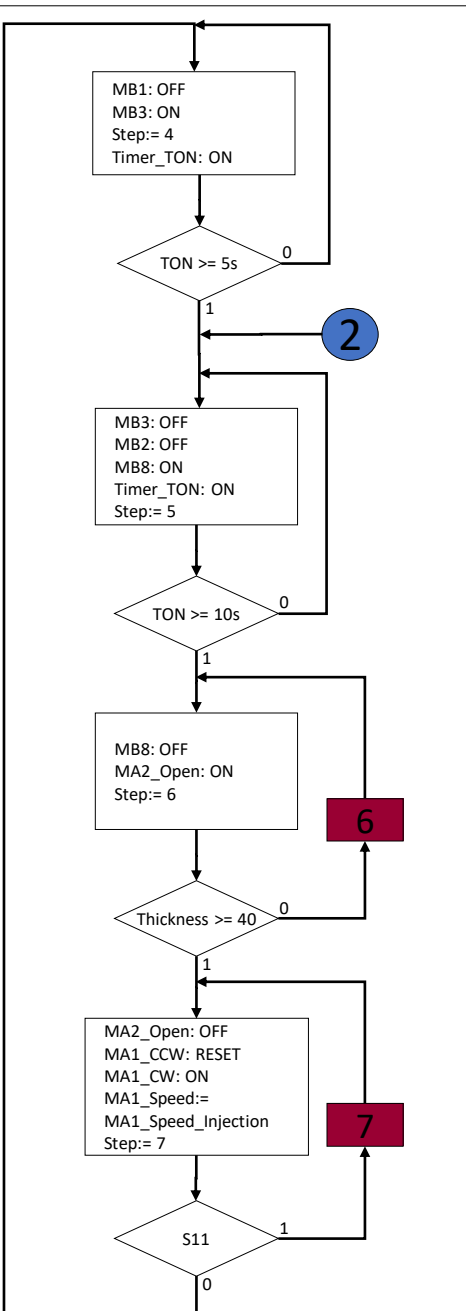 MB1: OFF
MB3: ON
Step:= 4
Timer_TON: ON
TON >= 5s
0
1
2
MB3: OFF
MB2: OFF
MB8: ON
Timer_TON: ON
Step:= 5
TON >= 10s
0
1
MB8: OFF
MA2_Open: ON
Step:= 6
6
Thickness >= 40
0
1
MA2_Open: OFF
MA1_CCW: RESET
MA1_CW: ON
MA1_Speed:=
MA1_Speed_Injection
Step:= 7
7
S11
1
0